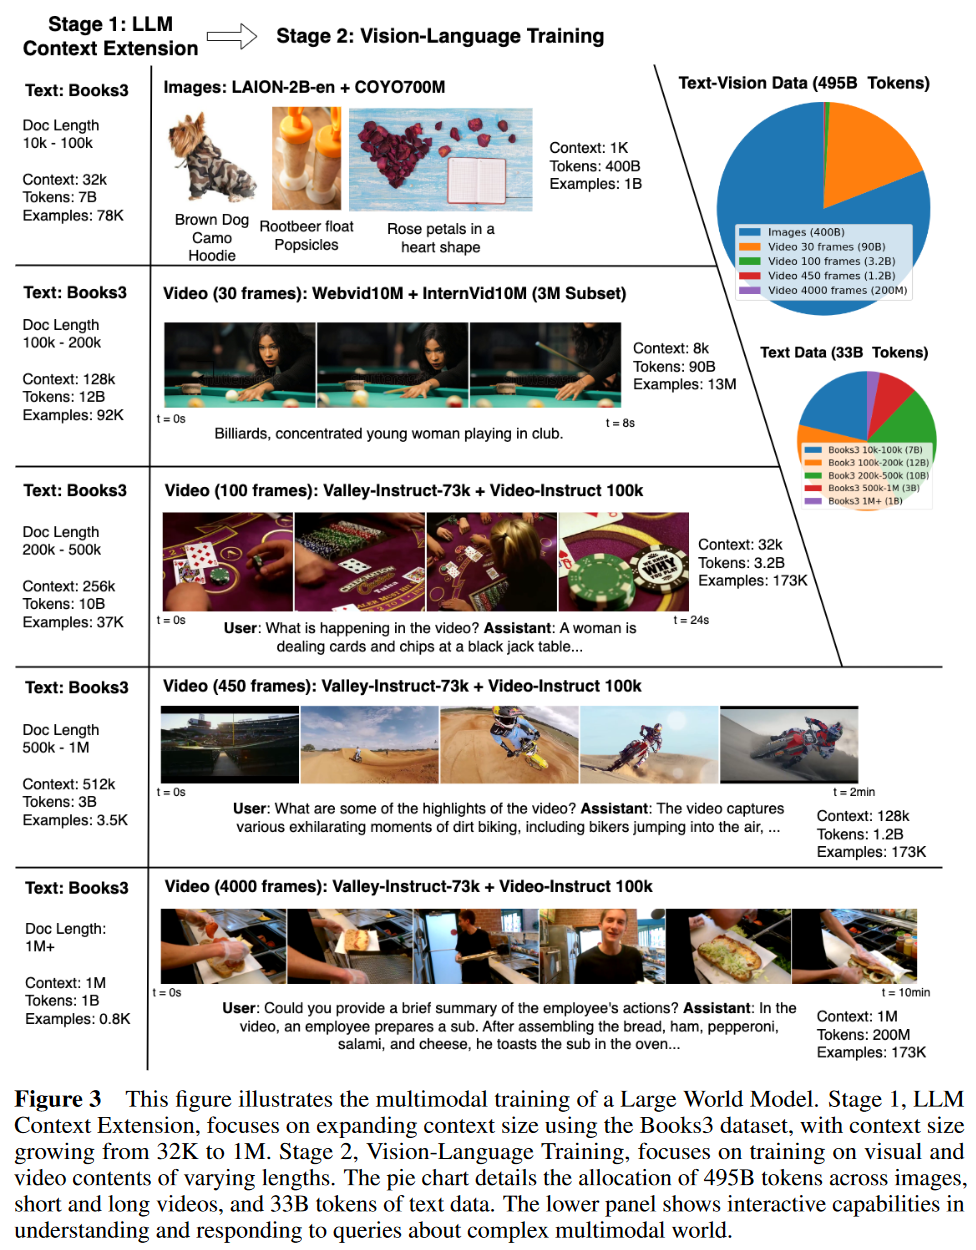 Stage 1: LLM
Context Extension
Stage 2: Vision-Language Training
Text: Books3
Doc Length
10k - 100k
Context: 32k
Tokens: 7B
Examples: 78K
Images: LAION-2B-en + COYO700M
Brown Dog
Camo
Hoodie
Rootbeer float
Popsicles
Rose petals in a
heart shape
Context: 1K
Tokens: 400B
Examples: 1B
Text-Vision Data (495B Tokens)
Images (400B)
Video 30 frames (90B)
Video 100 frames (3.2B)
Video 450 frames (1.2B)
Video 4000 frames (200M)
Text: Books3
Doc Length
100k - 200k
Context: 128k
Tokens: 12B
Examples: 92K
Video (30 frames): Webvid10M + InternVid10M (3M Subset)
t = 0s
t = 8s
Billiards, concentrated young woman playing in club.
Context: 8k
Tokens: 90B
Examples: 13M
Text Data (33B Tokens)
Books3 10k-100k (7B)
Book3 100k-200k (12B)
Book3 200k-500k (10B)
Books3 500k-1M (3B)
Books3 1M+ (1B)
Text: Books3
Doc Length
200k - 500k
Context: 256k
Tokens: 10B
Examples: 37K
Video (100 frames): Valley-Instruct-73k + Video-Instruct 100k
WHY
t = 0s
t = 24s
User: What is happening in the video? Assistant: A woman is
dealing cards and chips at a black jack table...
Context: 32k
Tokens: 3.2B
Examples: 173K
Text: Books3
Doc Length
500k - 1M
Context: 512k
Tokens: 3B
Examples: 3.5K
Video (450 frames): Valley-Instruct-73k + Video-Instruct 100k
t = 0s
t = 2min
User: What are some of the highlights of the video? Assistant: The video captures
various exhilarating moments of dirt biking, including bikers jumping into the air, ...
Context: 128k
Tokens: 1.2B
Examples: 173K
Text: Books3
Doc Length:
1M+
Context: 1M
Tokens: 1B
Examples: 0.8K
Video (4000 frames): Valley-Instruct-73k + Video-Instruct 100k
t = 0s
t = 10min
User: Could you provide a brief summary of the employee's actions? Assistant: In the
video, an employee prepares a sub. After assembling the bread, ham, pepperoni,
salami, and cheese, he toasts the sub in the oven...
Context: 1M
Tokens: 200M
Examples: 173K
Figure 3 This figure illustrates the multimodal training of a Large World Model. Stage 1, LLM
Context Extension, focuses on expanding context size using the Books3 dataset, with context size
growing from 32K to 1M. Stage 2, Vision-Language Training, focuses on training on visual and
video contents of varying lengths. The pie chart details the allocation of 495B tokens across images,
short and long videos, and 33B tokens of text data. The lower panel shows interactive capabilities in
understanding and responding to queries about complex multimodal world.